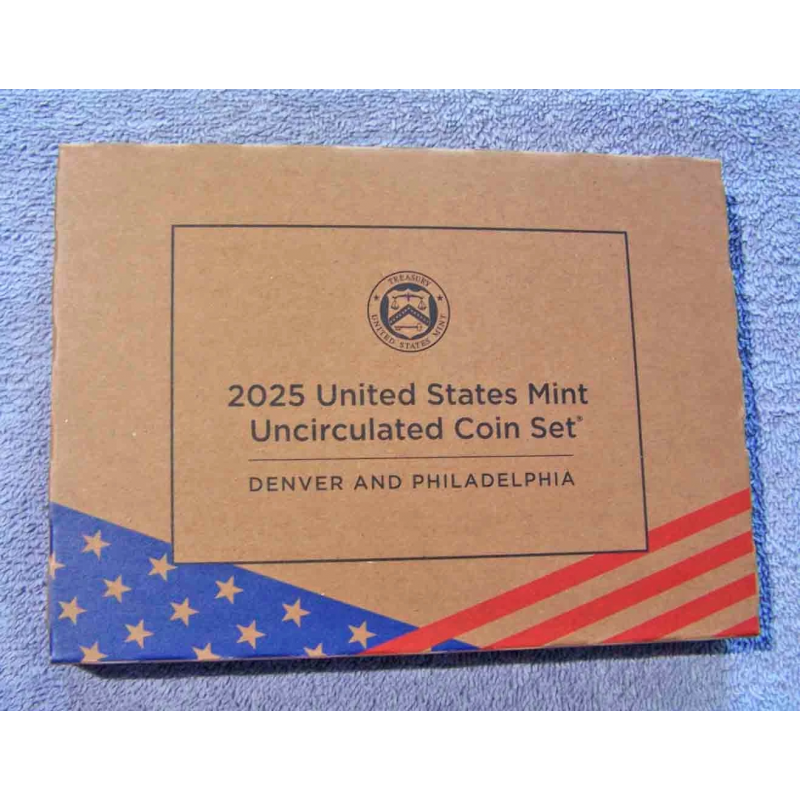 TREASURY
UNITED STATES MINT
2025 United States Mint
Uncirculated Coin Set®
DENVER AND PHILADELPHIA